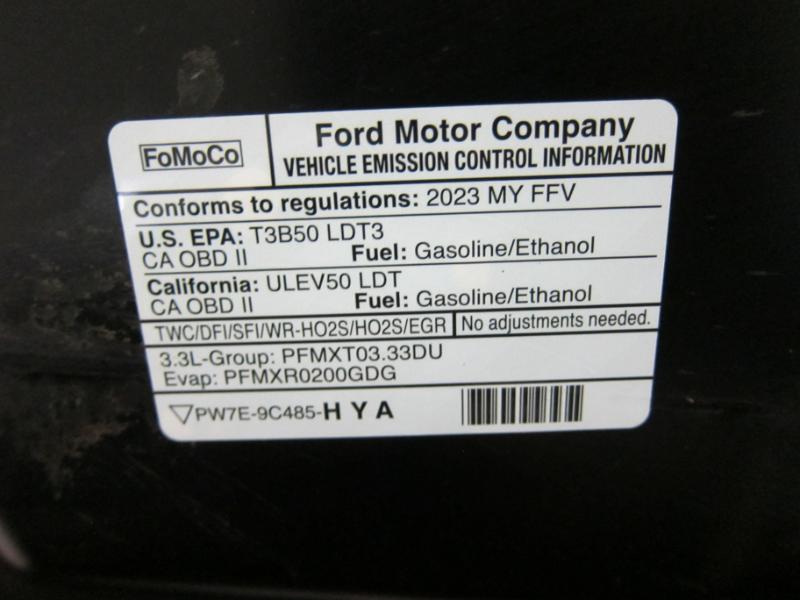 FoMoCo
Ford Motor Company
VEHICLE EMISSION CONTROL INFORMATION
Conforms to regulations: 2023 MY FFV
U.S. EPA: T3B50 LDT3
CA OBD II Fuel: Gasoline/Ethanol
California: ULEV50 LDT
CA OBD II Fuel: Gasoline/Ethanol
TWC/DFI/SFI/WR-HO2S/HO2S/EGR No adjustments needed.
3.3L-Group: PFMXT03.33DU
Evap: PFMXR0200GDG
PW7E-9C485-H Y A